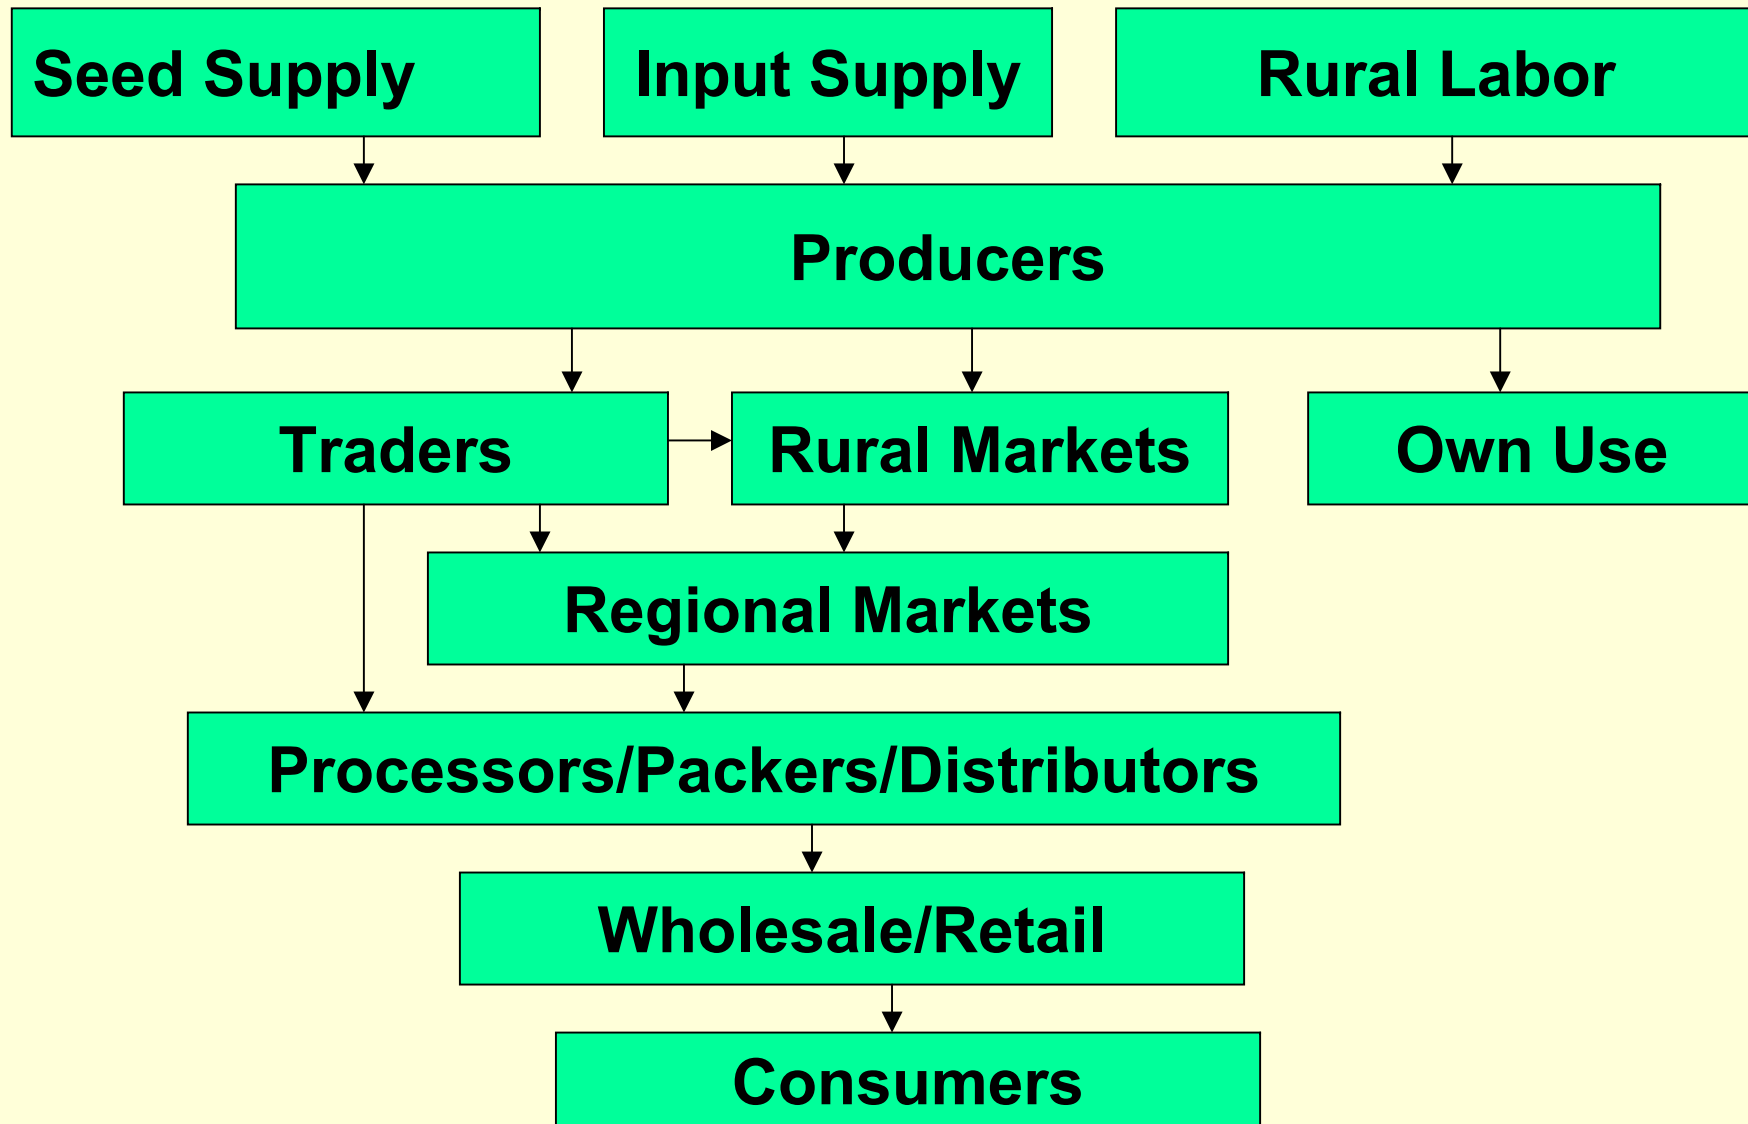 Seed Supply
Input Supply
Rural Labor
Producers
Traders
Rural Markets
Own Use
Regional Markets
Processors/Packers/Distributors
Wholesale/Retail
Consumers